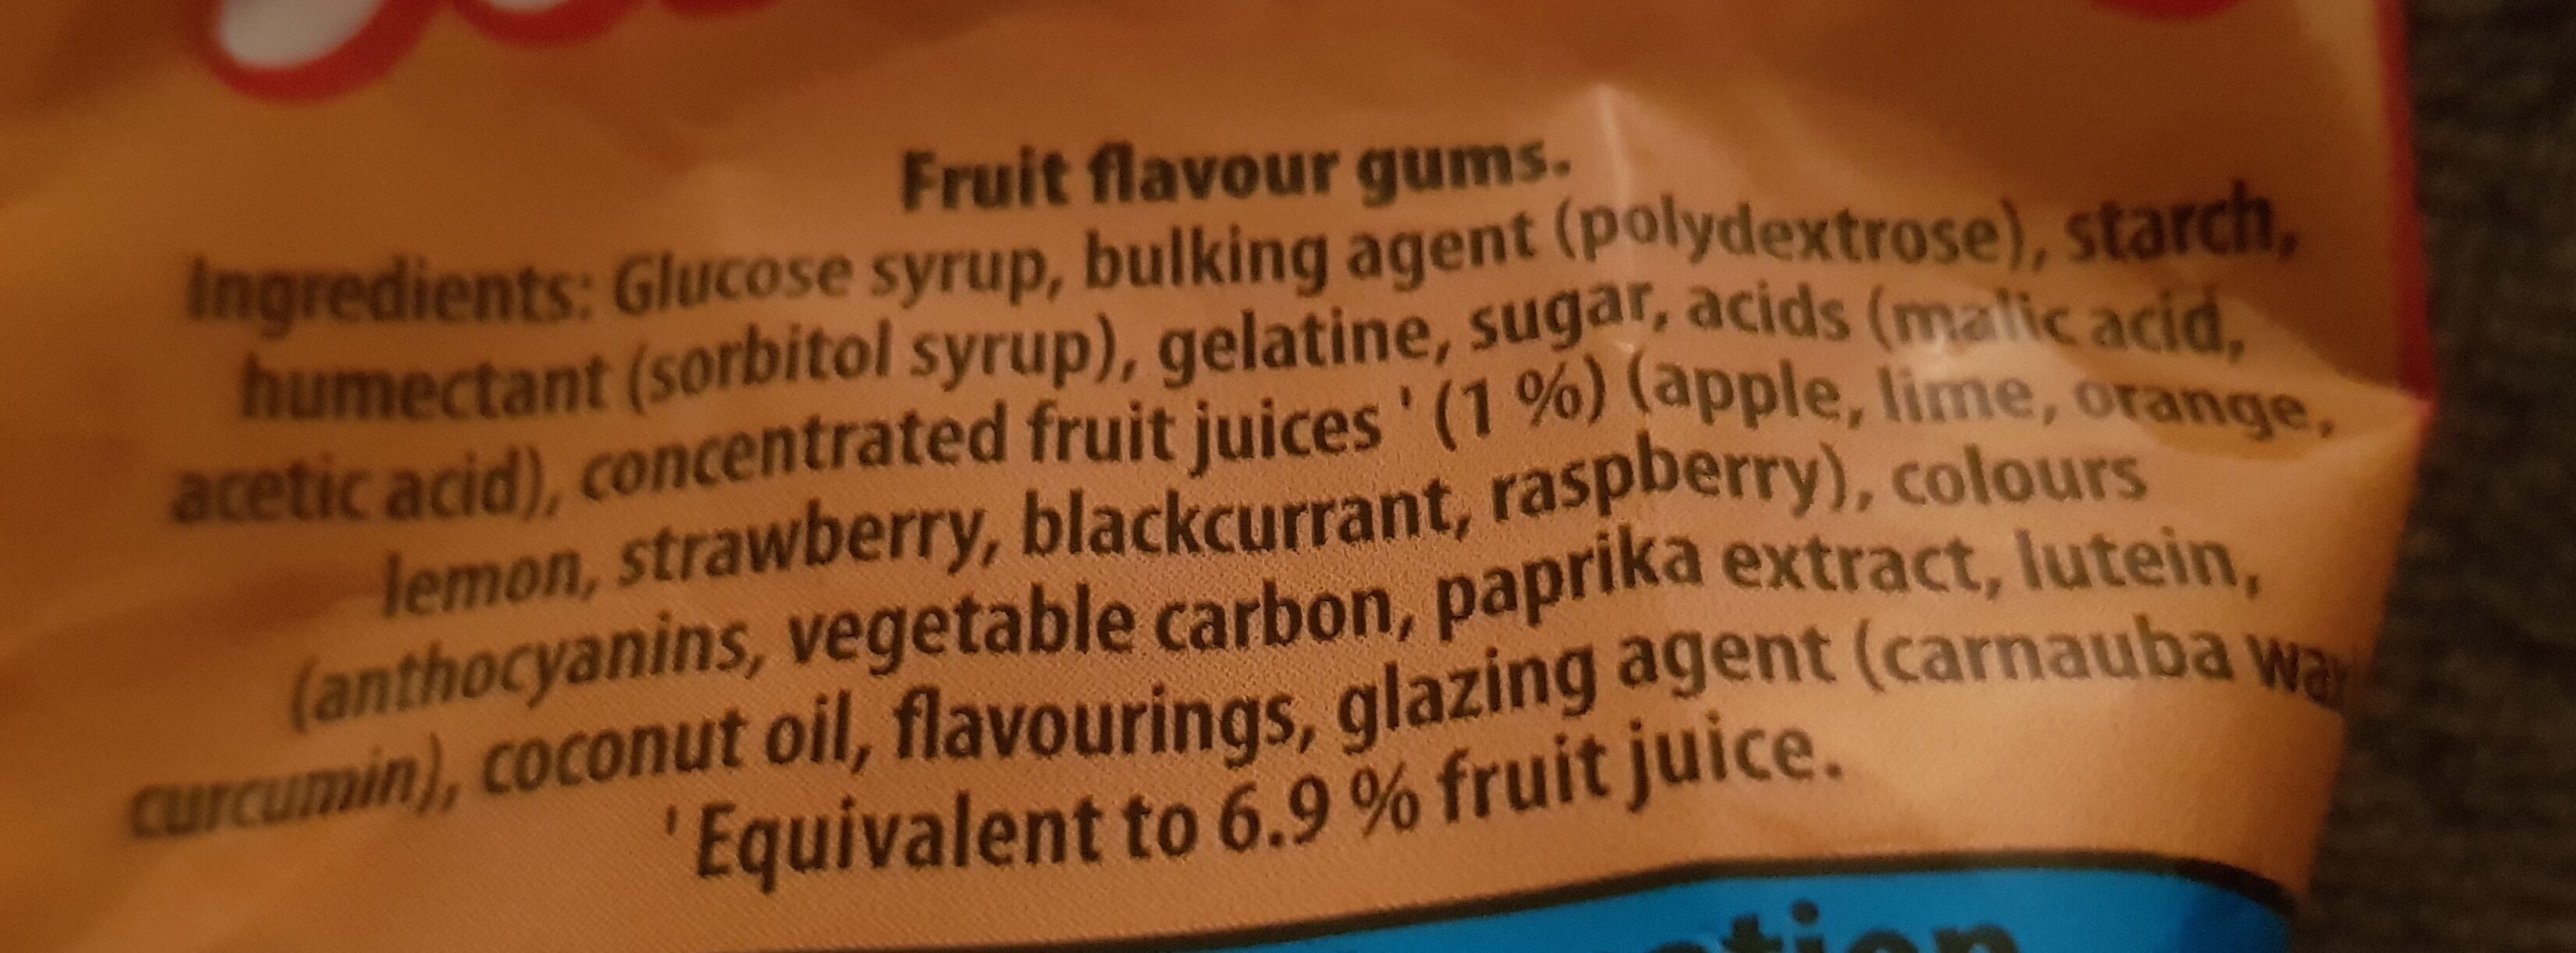 Fruit flavour gums.
Ingredients: Glucose syrup, bulking agent (polydextrose), starch,
humectant (sorbitol syrup), gelatine, sugar, acids (malic acid,
acetic acid), concentrated fruit juices ' (1 %) (apple, lime, orange,
lemon, strawberry, blackcurrant, raspberry), colours
(anthocyanins, vegetable carbon, paprika extract, lutein,
curcumin), coconut oil, flavourings, glazing agent (carnauba
' Equivalent to 6.9 % fruit juice.